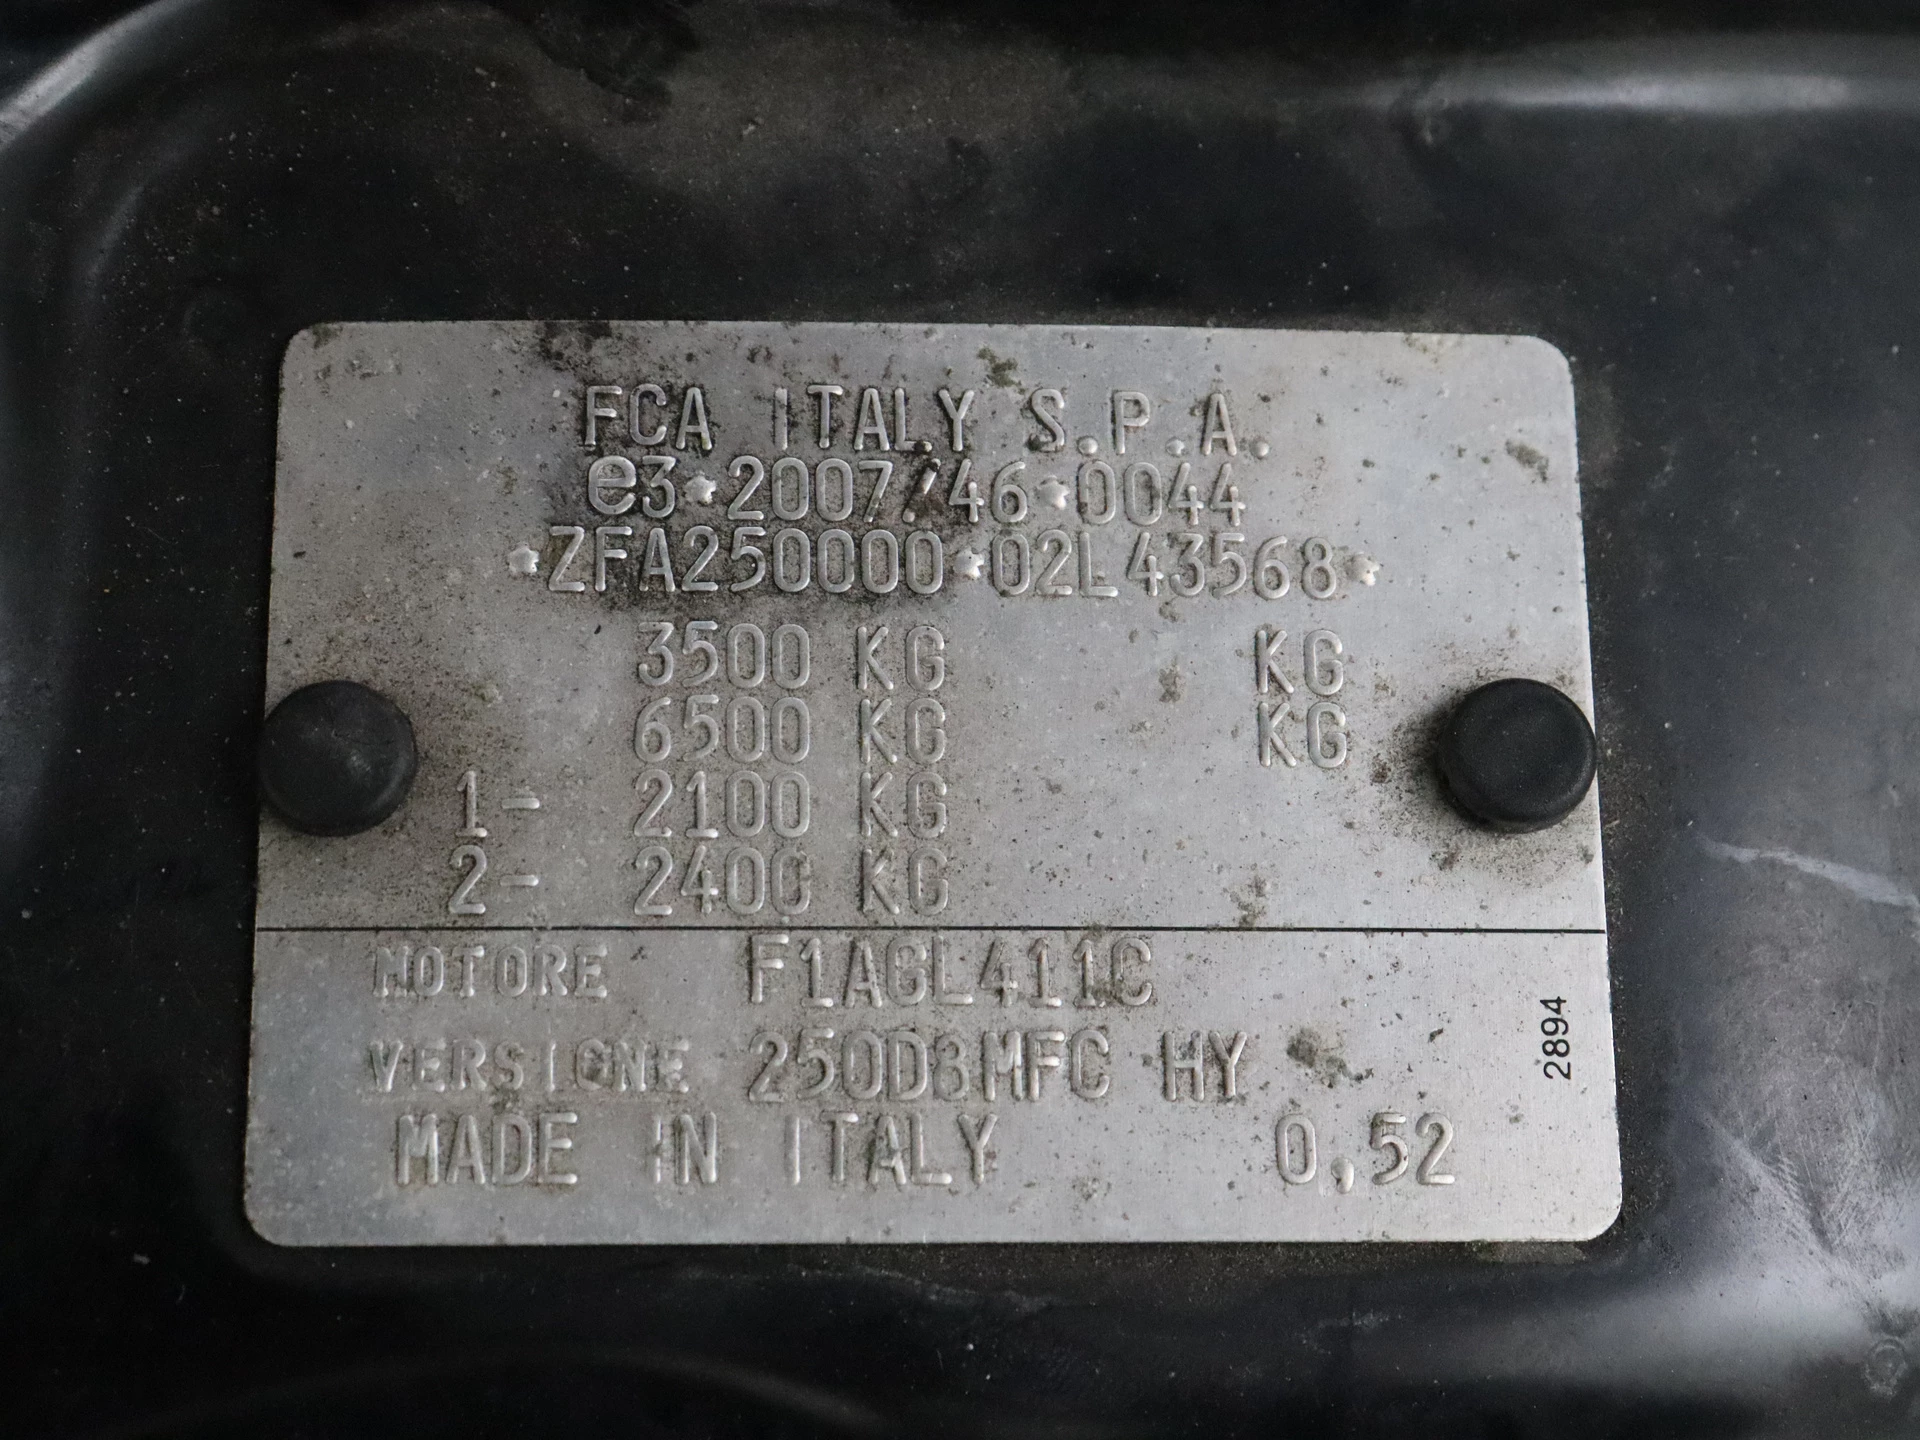 FCA ITALY S.P.A.
e3*2007/46*0044
*ZFA250000*02L43568*
3500 KG KG
6500 KG KG
1- 2100 KG
2- 2400 KG
MOTORE F1AGL411C
VERSIONE 250D8MFC HY
MADE IN ITALY 0,52
2894